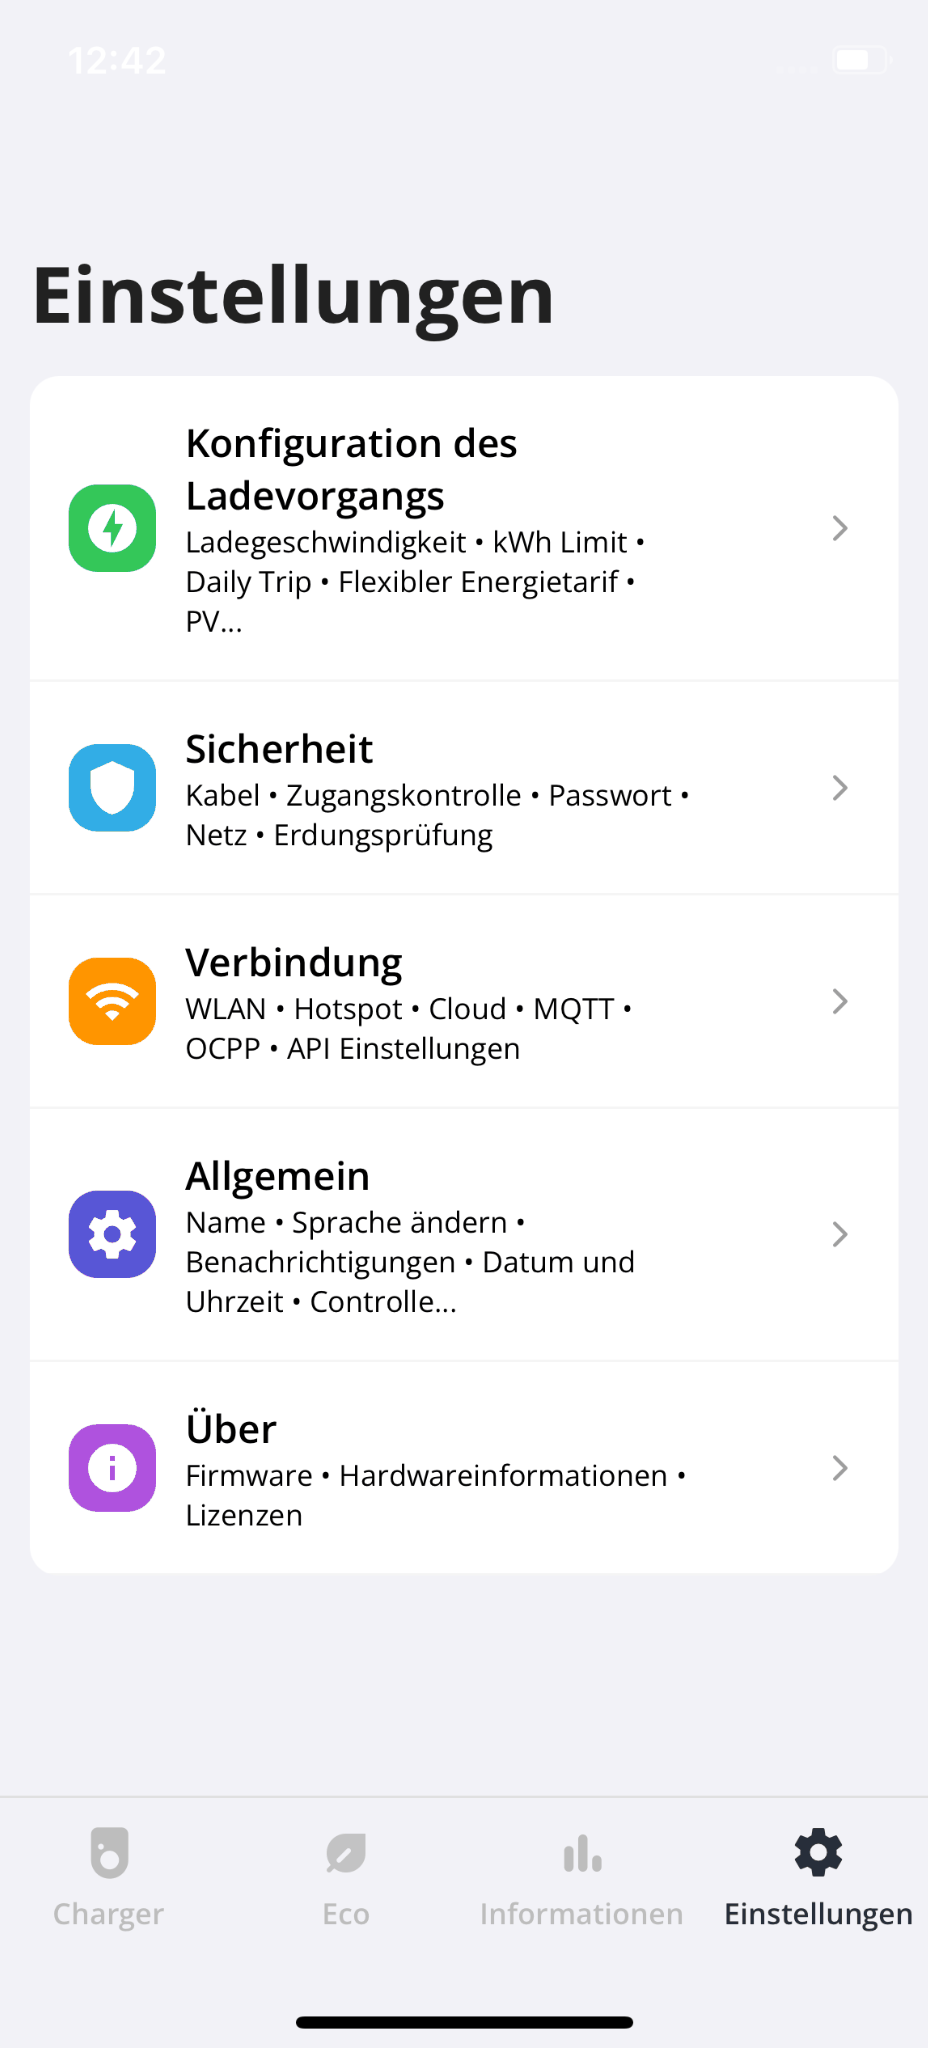 12:42
Einstellungen
Konfiguration des
Ladevorgangs
Ladegeschwindigkeit • kWh Limit •
Daily Trip • Flexibler Energietarif •
PV...
Sicherheit
Kabel • Zugangskontrolle • Passwort •
Netz • Erdungsprüfung
Verbindung
WLAN • Hotspot • Cloud • MQTT •
OCPP • API Einstellungen
Allgemein
Name • Sprache ändern •
Benachrichtigungen • Datum und
Uhrzeit • Controlle...
Über
Firmware • Hardwareinformationen •
Lizenzen
Charger Eco Informationen Einstellungen